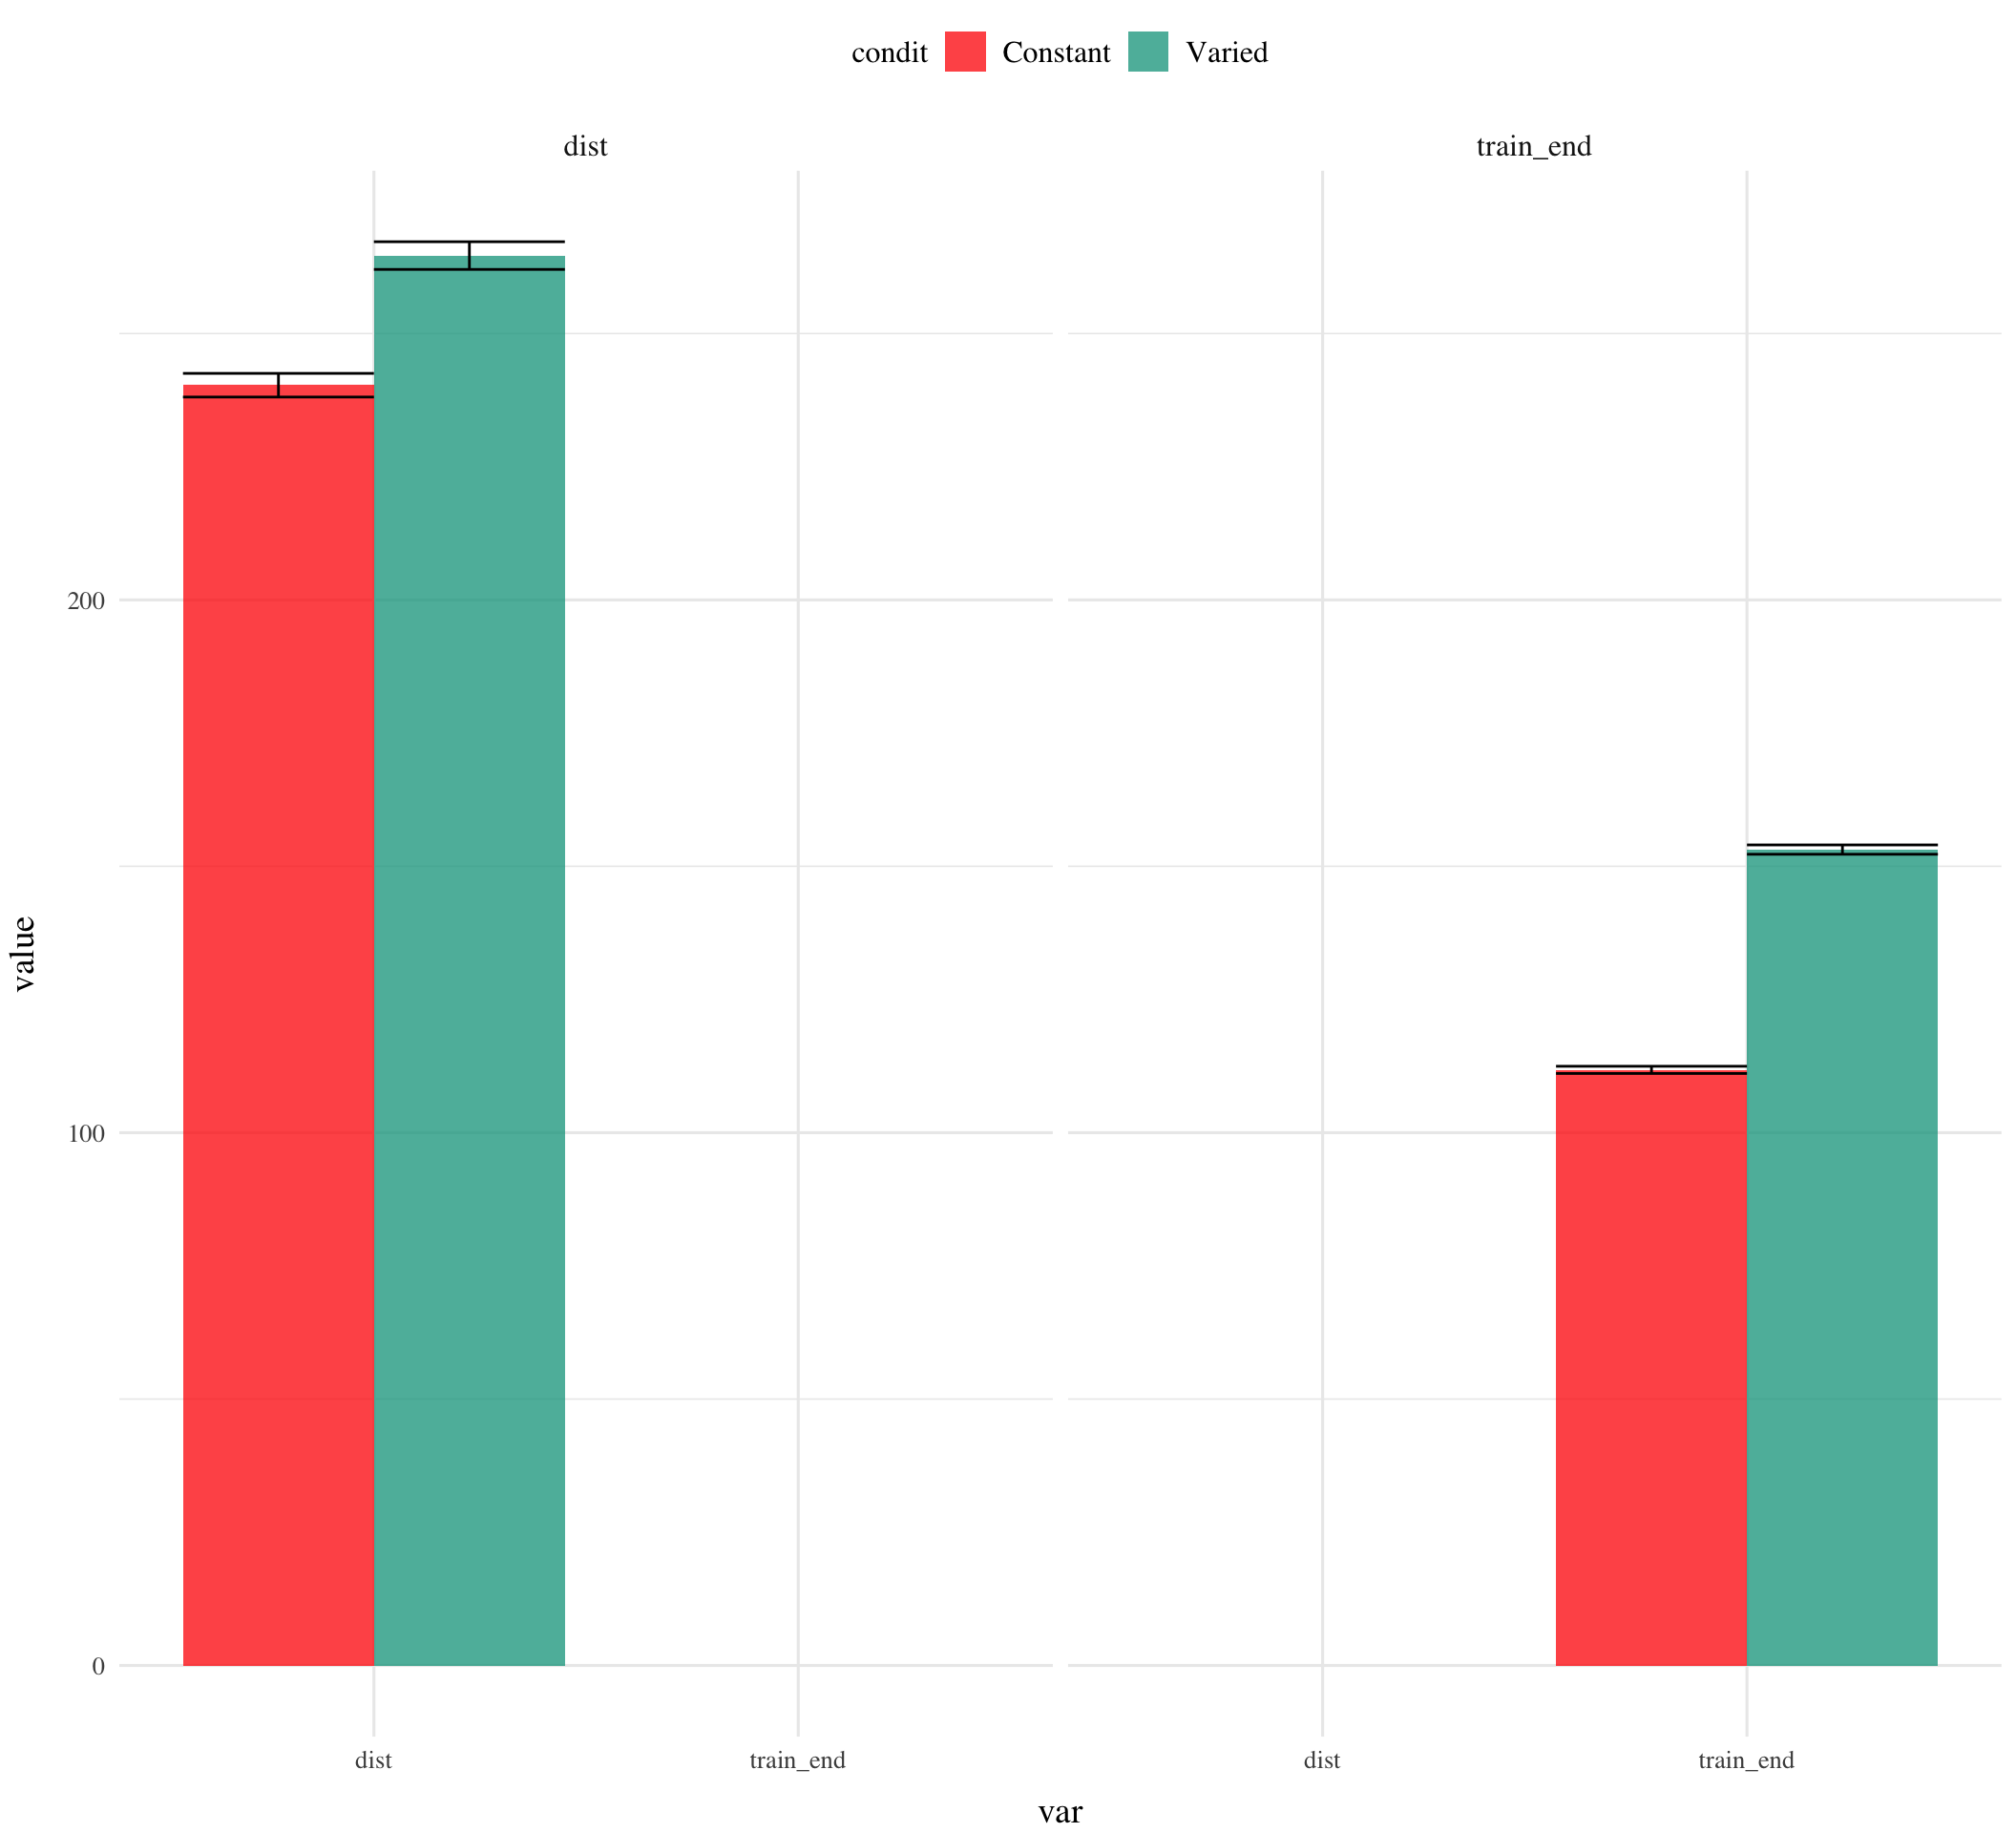 condit Constant Varied
dist train_end
200
100
0
value
dist train_end dist train_end
var